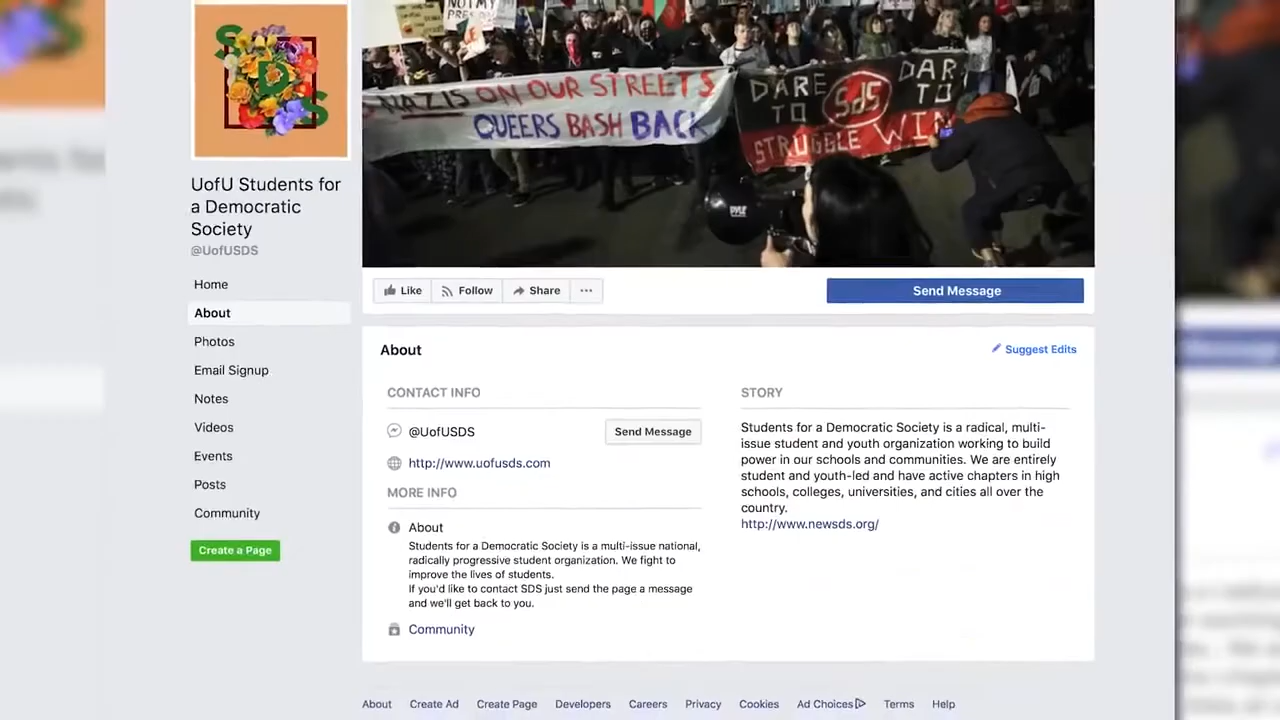 NOT MY
NAZIS ON OUR STREETS
QUEERS BASH BACK
DARE
TO
STRUGGLE
SDS
DARE
TO
WIN
PYLE
S
D
S
UofU Students for
a Democratic
Society
@UofUSDS
Home
About
Photos
Email Signup
Notes
Videos
Events
Posts
Community
Create a Page
Like
Follow
Share
Send Message
About
Suggest Edits
CONTACT INFO
@UofUSDS
Send Message
http://www.uofusds.com
MORE INFO
About
Students for a Democratic Society is a multi-issue national,
radically progressive student organization. We fight to
improve the lives of students.
If you'd like to contact SDS just send the page a message
and we'll get back to you.
Community
STORY
Students for a Democratic Society is a radical, multi-
issue student and youth organization working to build
power in our schools and communities. We are entirely
student and youth-led and have active chapters in high
schools, colleges, universities, and cities all over the
country.
http://www.newsds.org/
About
Create Ad
Create Page
Developers
Careers
Privacy
Cookies
Ad Choices
Terms
Help